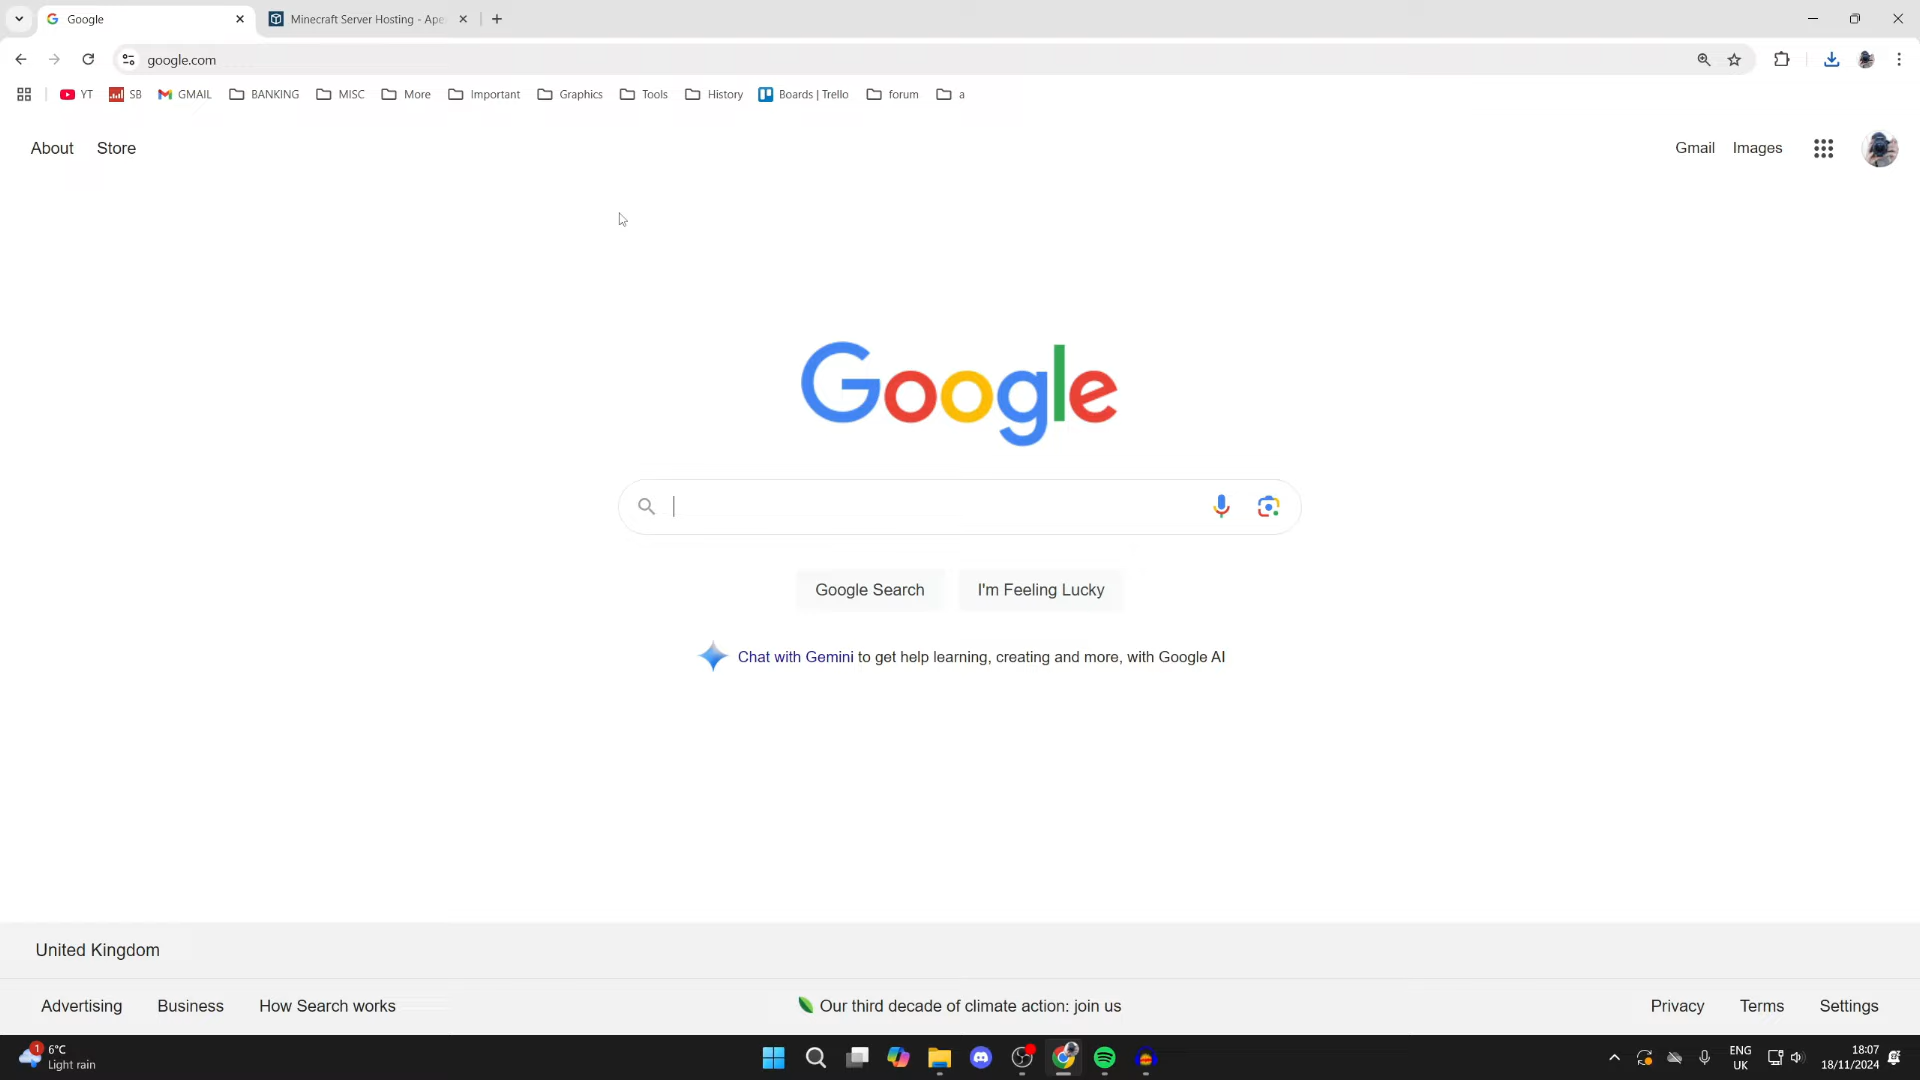 Google
Minecraft Server Hosting - Ape
google.com
YT
SB
GMAIL
BANKING
MISC
More
Important
Graphics
Tools
History
Boards | Trello
forum
a
About
Store
Gmail
Images
Google
Google Search
I'm Feeling Lucky
Chat with Gemini to get help learning, creating and more, with Google AI
United Kingdom
Advertising
Business
How Search works
Our third decade of climate action: join us
Privacy
Terms
Settings
1
6°C
Light rain
ENG
UK
18:07
18/11/2024